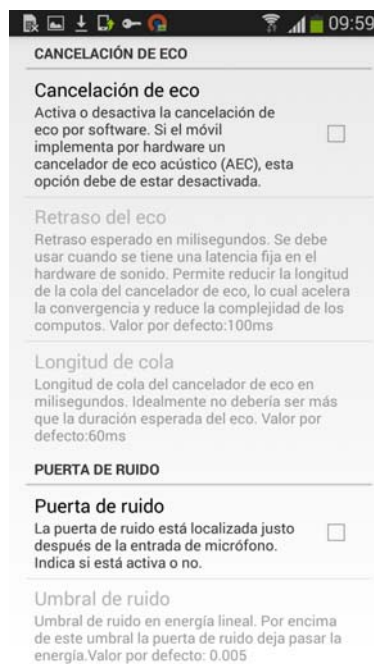 09:59
CANCELACIÓN DE ECO
Cancelación de eco
Activa o desactiva la cancelación de
eco por software. Si el móvil
implementa por hardware un
cancelador de eco acústico (AEC), esta
opción debe de estar desactivada.
Retraso del eco
Retraso esperado en milisegundos. Se debe
usar cuando se tiene una latencia fija en el
hardware de sonido. Permite reducir la longitud
de la cola del cancelador de eco, lo cual acelera
la convergencia y reduce la complejidad de los
computos. Valor por defecto:100ms
Longitud de cola
Longitud de cola del cancelador de eco en
milisegundos. Idealmente no debería ser más
que la duración esperada del eco. Valor por
defecto:60ms
PUERTA DE RUIDO
Puerta de ruido
La puerta de ruido está localizada justo
después de la entrada de micrófono.
Indica si está activa o no.
Umbral de ruido
Umbral de ruido en energía lineal. Por encima
de este umbral la puerta de ruido deja pasar la
energía.Valor por defecto: 0.005